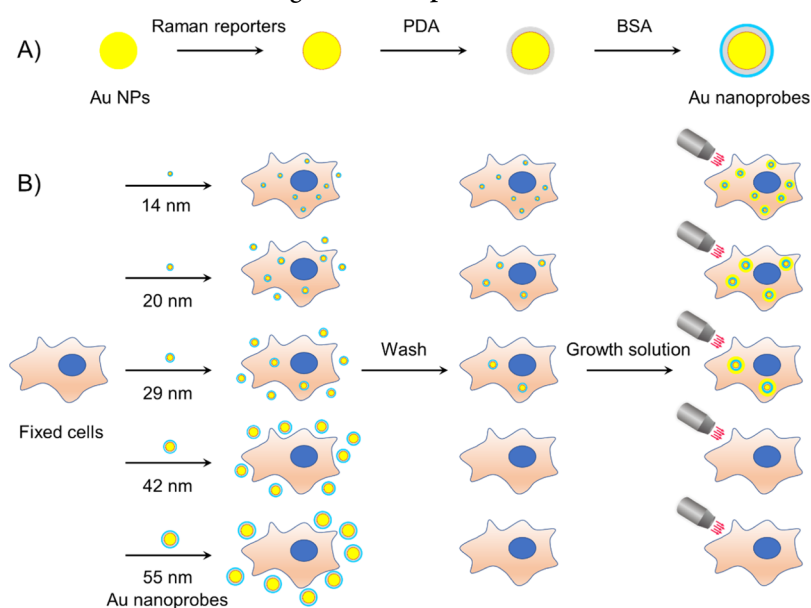 Raman reporters PDA BSA
A)
Au NPs Au nanoprobes
B)
14 nm
20 nm
Wash Growth solution
29 nm
Fixed cells
42 nm
55 nm
Au nanoprobes